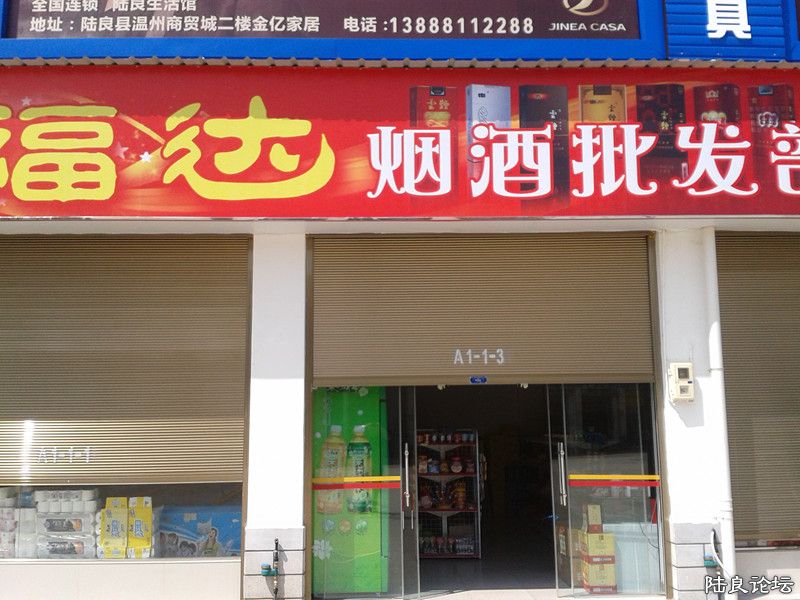 全国连锁 陆良生活馆
地址:陆良县温州商贸城二楼金亿家居 电话:13888112288
JINEA CASA
具
福达 烟酒批发部
A1-1-3
A1-1-1
陆良论坛